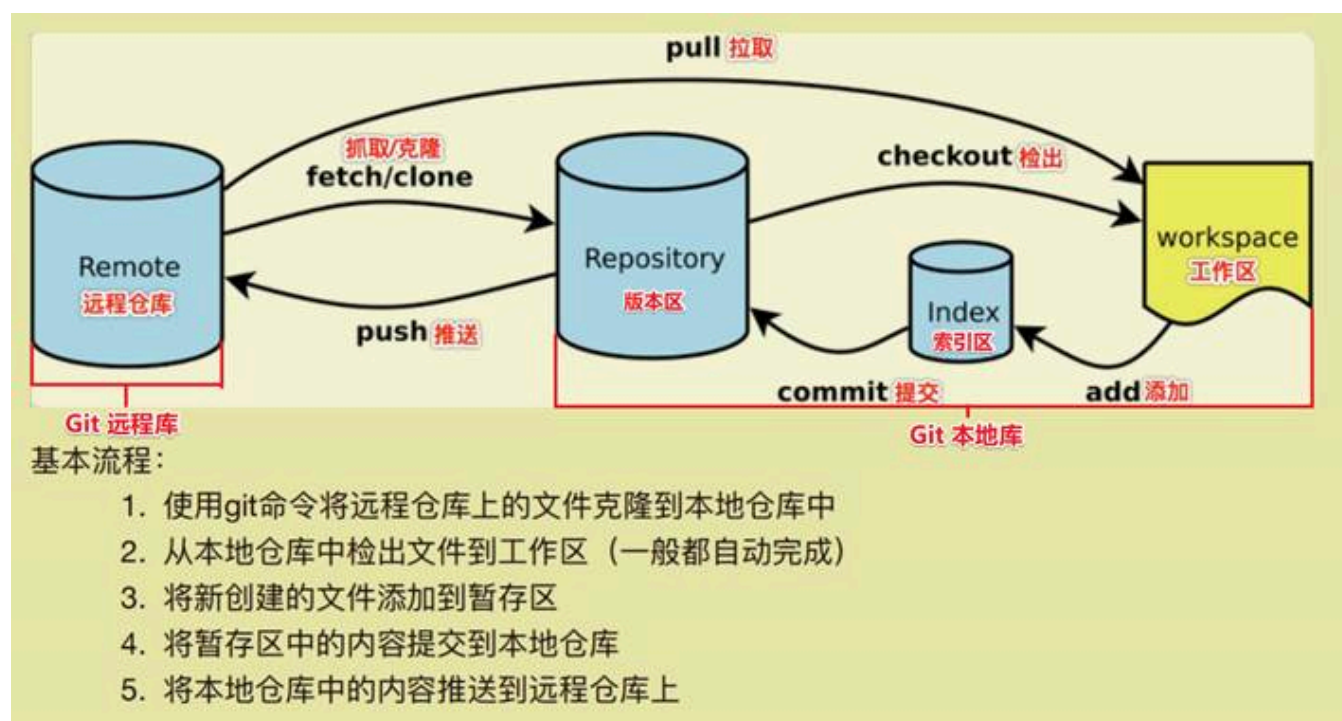 pull 拉取
抓取/克隆
fetch/clone
checkout 检出
Remote
远程仓库
Repository
版本区
workspace
工作区
Index
索引区
push 推送
commit 提交
add 添加
Git 远程库
Git 本地库
基本流程：
1. 使用git命令将远程仓库上的文件克隆到本地仓库中
2. 从本地仓库中检出文件到工作区（一般都自动完成）
3. 将新创建的文件添加到暂存区
4. 将暂存区中的内容提交到本地仓库
5. 将本地仓库中的内容推送到远程仓库上